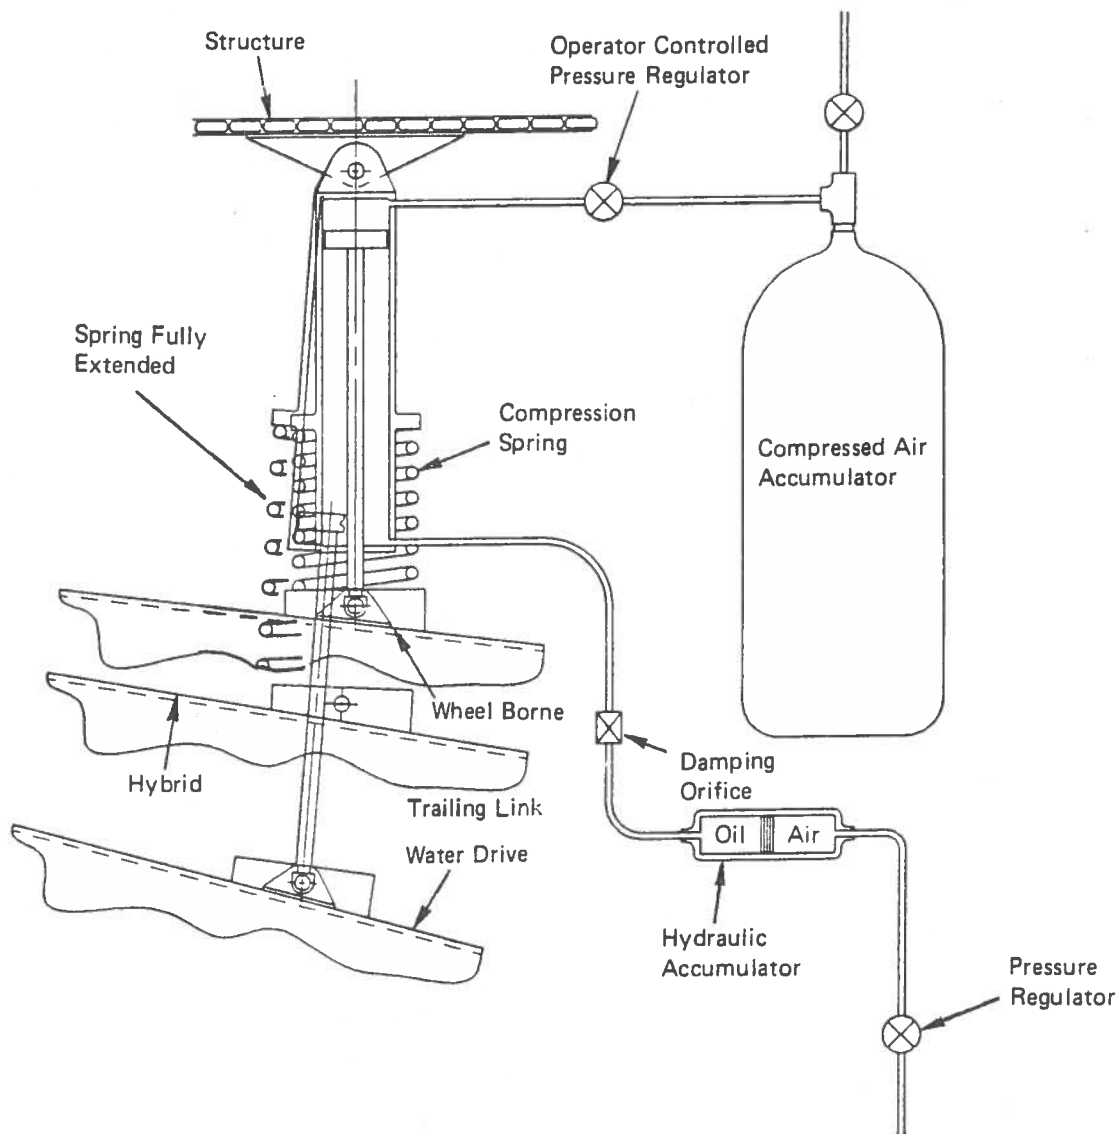 Structure
Operator Controlled
Pressure Regulator
Spring Fully
Extended
Compression
Spring
Compressed Air
Accumulator
Wheel Borne
Hybrid
Trailing Link
Damping
Orifice
Water Drive
Oil
Air
Hydraulic
Accumulator
Pressure
Regulator